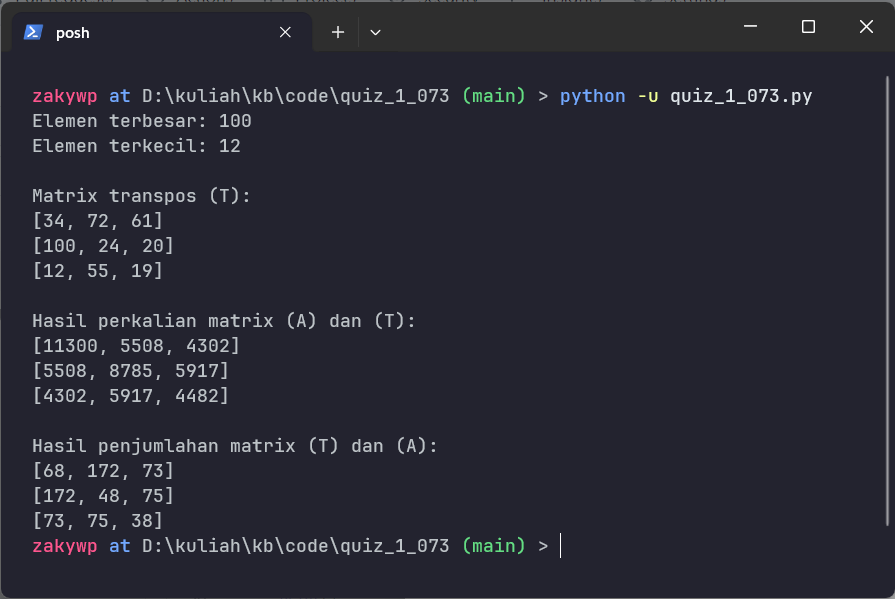 posh
zakywp at D:\kuliah\kb\code\quiz_1_073 (main) > python -u quiz_1_073.py
Elemen terbesar: 100
Elemen terkecil: 12
Matrix transpos (T):
[34, 72, 61]
[100, 24, 20]
[12, 55, 19]
Hasil perkalian matrix (A) dan (T):
[11300, 5508, 4302]
[5508, 8785, 5917]
[4302, 5917, 4482]
Hasil penjumlahan matrix (T) dan (A):
[68, 172, 73]
[172, 48, 75]
[73, 75, 38]
zakywp at D:\kuliah\kb\code\quiz_1_073 (main) >